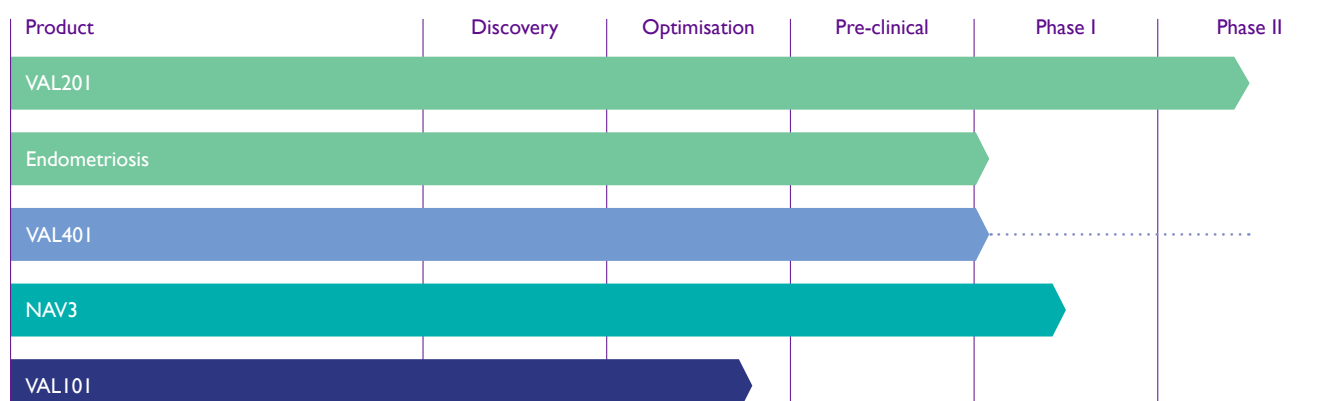 Product Discovery Optimisation Pre-clinical Phase I Phase II
VAL201
Endometriosis
VAL401
NAV3
VAL101